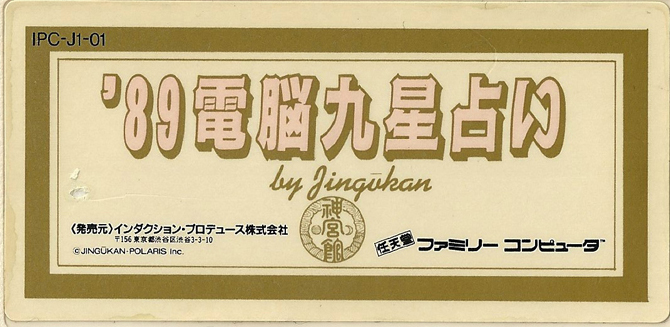 IPC-J1-01
'89電脳九星占い
by Jingūkan
神宮館
〈発売元〉インダクション・プロデュース株式会社
〒156 東京都渋谷区渋谷3-3-10
©JINGŪKAN・POLARIS Inc.
任天堂 ファミリー コンピュータ™